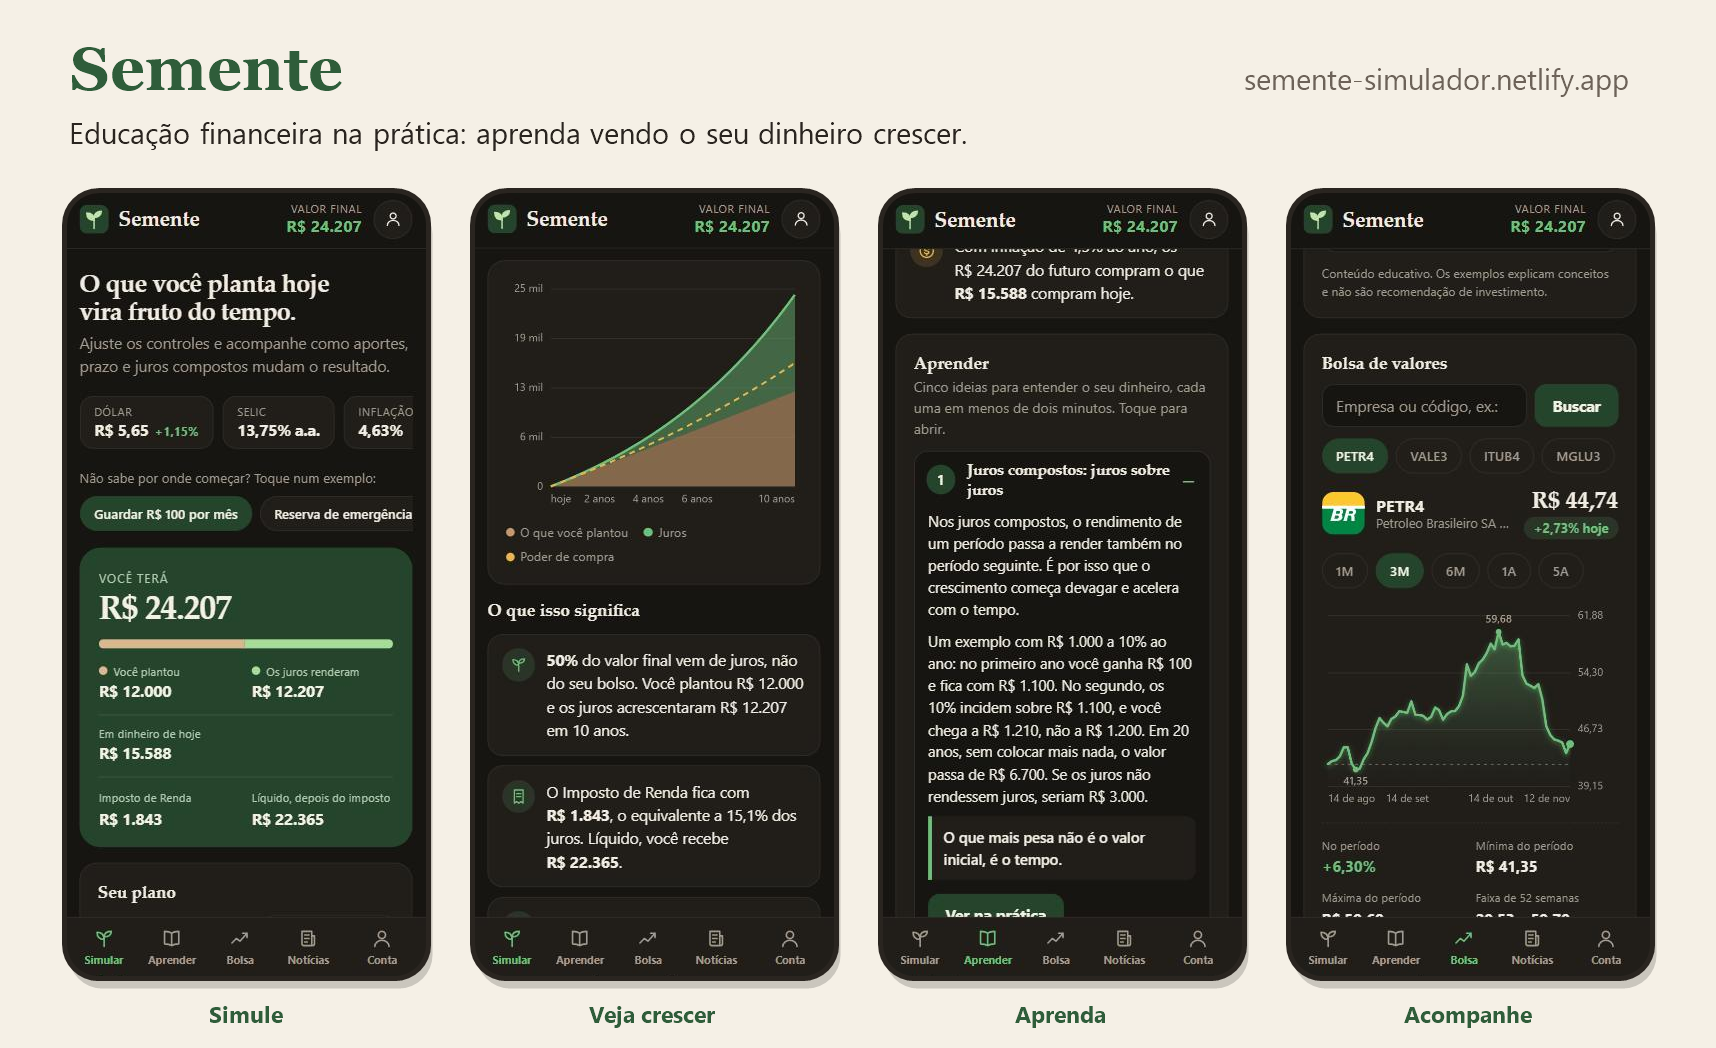 Semente
semente-simulador.netlify.app
Educação financeira na prática: aprenda vendo o seu dinheiro crescer.
Semente
VALOR FINAL
R$ 24.207
O que você planta hoje
vira fruto do tempo.
Ajuste os controles e acompanhe como aportes,
prazo e juros compostos mudam o resultado.
DÓLAR
R$ 5,65 +1,15%
SELIC
13,75% a.a.
INFLAÇÃO
4,63%
Não sabe por onde começar? Toque num exemplo:
Guardar R$ 100 por mês
Reserva de emergência
VOCÊ TERÁ
R$ 24.207
Você plantou
R$ 12.000
Os juros renderam
R$ 12.207
Em dinheiro de hoje
R$ 15.588
Imposto de Renda
R$ 1.843
Líquido, depois do imposto
R$ 22.365
Seu plano
Simular
Aprender
Bolsa
Notícias
Conta
Simule
Semente
VALOR FINAL
R$ 24.207
25 mil
19 mil
13 mil
6 mil
0
hoje 2 anos 4 anos 6 anos 10 anos
O que você plantou
Juros
Poder de compra
O que isso significa
50% do valor final vem de juros, não
do seu bolso. Você plantou R$ 12.000
e os juros acrescentaram R$ 12.207
em 10 anos.
O Imposto de Renda fica com
R$ 1.843, o equivalente a 15,1% dos
juros. Líquido, você recebe
R$ 22.365.
Simular
Aprender
Bolsa
Notícias
Conta
Veja crescer
Semente
VALOR FINAL
R$ 24.207
Com inflação de 4,5% ao ano, os
R$ 24.207 do futuro compram o que
R$ 15.588 compram hoje.
Aprender
Cinco ideias para entender o seu dinheiro, cada
uma em menos de dois minutos. Toque para
abrir.
1
Juros compostos: juros sobre
juros
Nos juros compostos, o rendimento de
um período passa a render também no
período seguinte. É por isso que o
crescimento começa devagar e acelera
com o tempo.
Um exemplo com R$ 1.000 a 10% ao
ano: no primeiro ano você ganha R$ 100
e fica com R$ 1.100. No segundo, os
10% incidem sobre R$ 1.100, e você
chega a R$ 1.210, não a R$ 1.200. Em 20
anos, sem colocar mais nada, o valor
passa de R$ 6.700. Se os juros não
rendessem juros, seriam R$ 3.000.
O que mais pesa não é o valor
inicial, é o tempo.
Ver na prática
Simular
Aprender
Bolsa
Notícias
Conta
Aprenda
Semente
VALOR FINAL
R$ 24.207
Conteúdo educativo. Os exemplos explicam conceitos
e não são recomendação de investimento.
Bolsa de valores
Empresa ou código, ex.:
Buscar
PETR4
VALE3
ITUB4
MGLU3
BR
PETR4
Petroleo Brasileiro SA ...
R$ 44,74
+2,73% hoje
1M
3M
6M
1A
5A
59,68
61,88
54,30
46,73
41,35
39,15
14 de ago 14 de set 14 de out 12 de nov
No período
+6,30%
Mínima do período
R$ 41,35
Máxima do período
Faixa de 52 semanas
Simular
Aprender
Bolsa
Notícias
Conta
Acompanhe